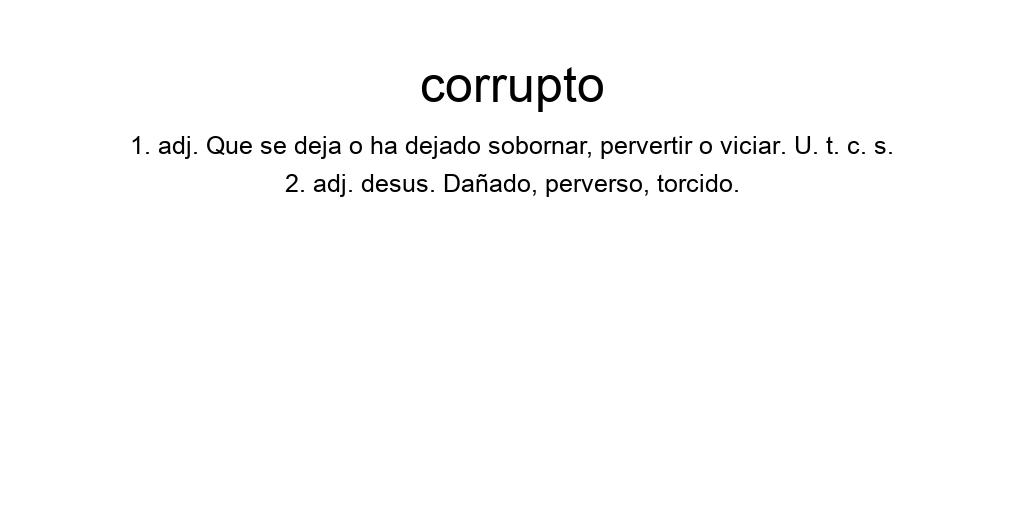 corrupto
1. adj. Que se deja o ha dejado sobornar, pervertir o viciar. U. t. c. s.
2. adj. desus. Dañado, perverso, torcido.